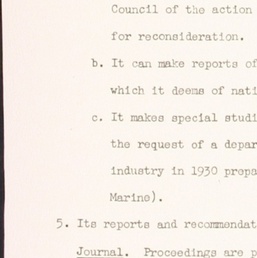 Council of the action
for reconsideration.
b. It can make reports of
which it deems of nati
c. It makes special studi
the request of a depar
industry in 1930 prepa
Marine).
5. Its reports and recommendat
Journal. Proceedings are p